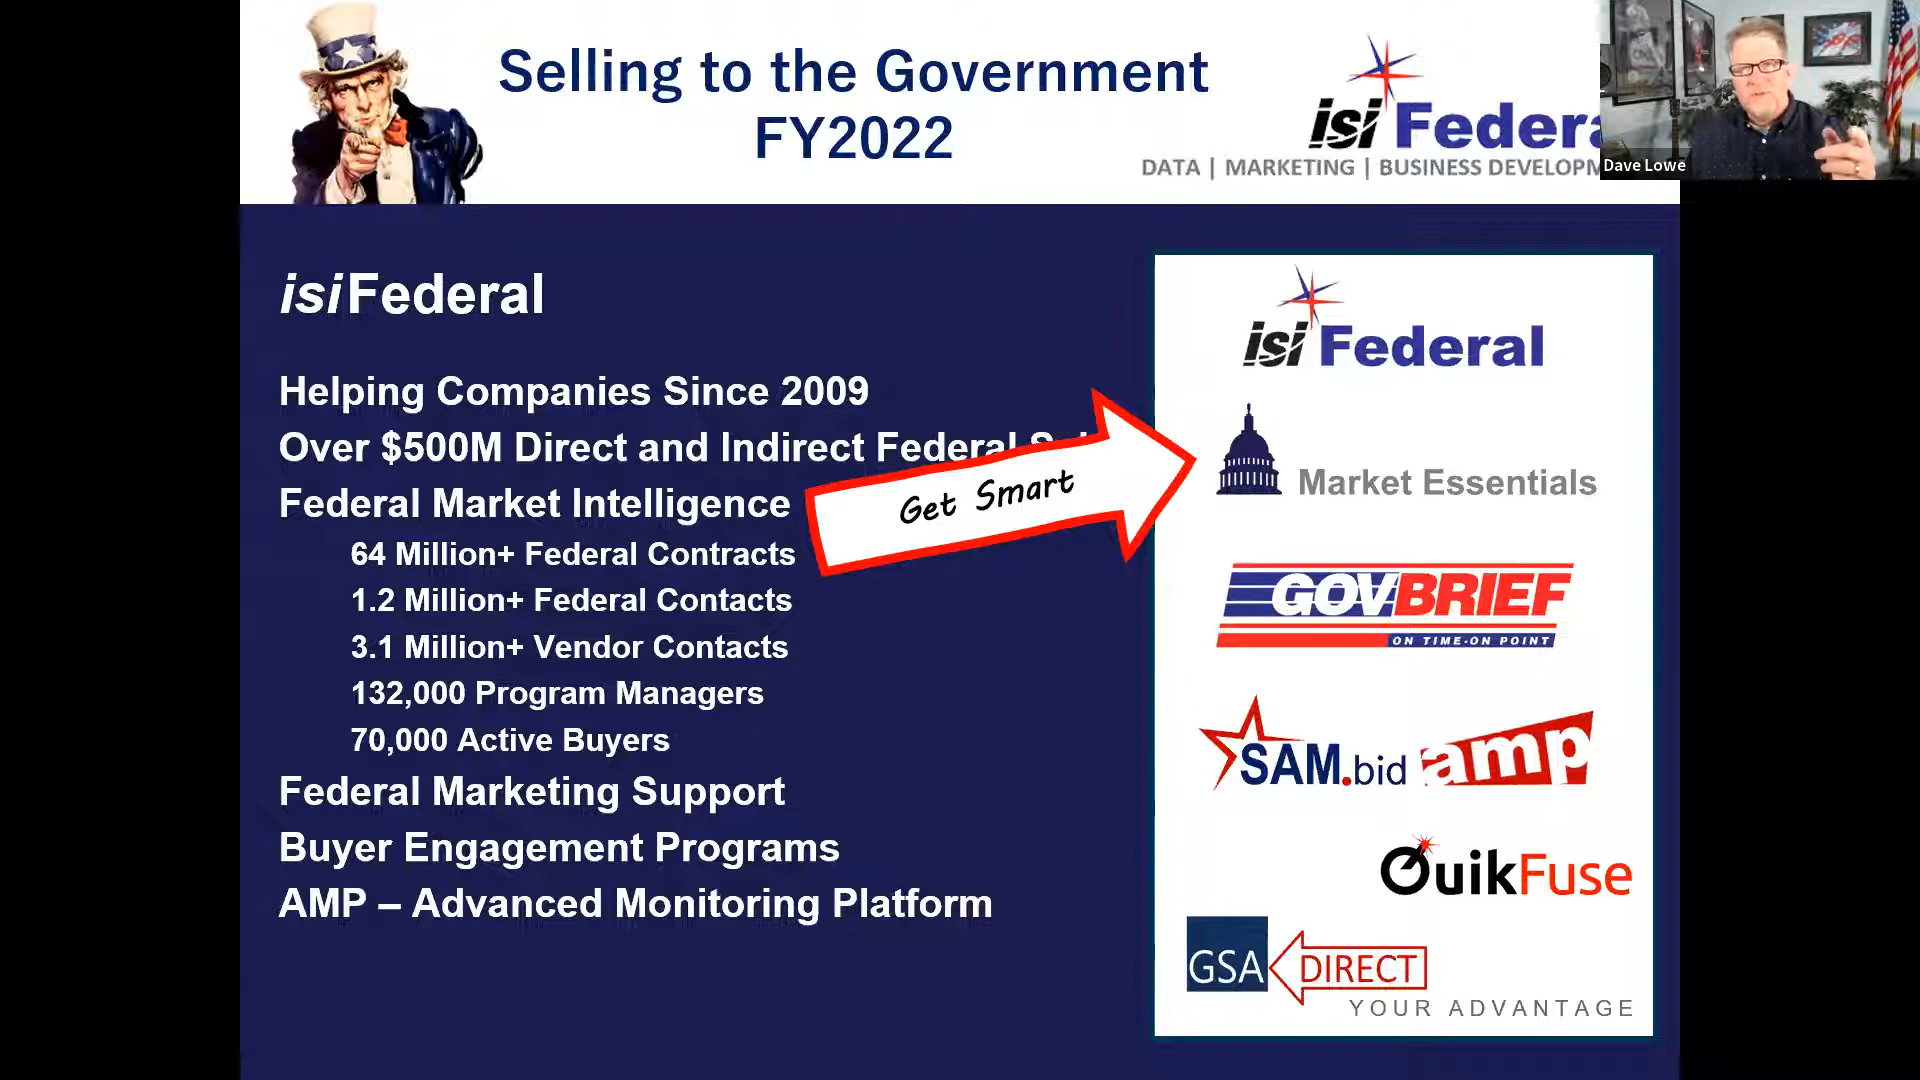 Selling to the Government
FY2022
isi Federa
DATA | MARKETING | BUSINESS DEVELOPM
Dave Lowe
isiFederal
Helping Companies Since 2009
Over $500M Direct and Indirect Federal
Federal Market Intelligence
64 Million+ Federal Contracts
1.2 Million+ Federal Contacts
3.1 Million+ Vendor Contacts
132,000 Program Managers
70,000 Active Buyers
Federal Marketing Support
Buyer Engagement Programs
AMP – Advanced Monitoring Platform
Get Smart
isi Federal
Market Essentials
GOVBRIEF
ON TIME-ON POINT
SAM.bid amp
QuikFuse
GSA DIRECT
YOUR ADVANTAGE